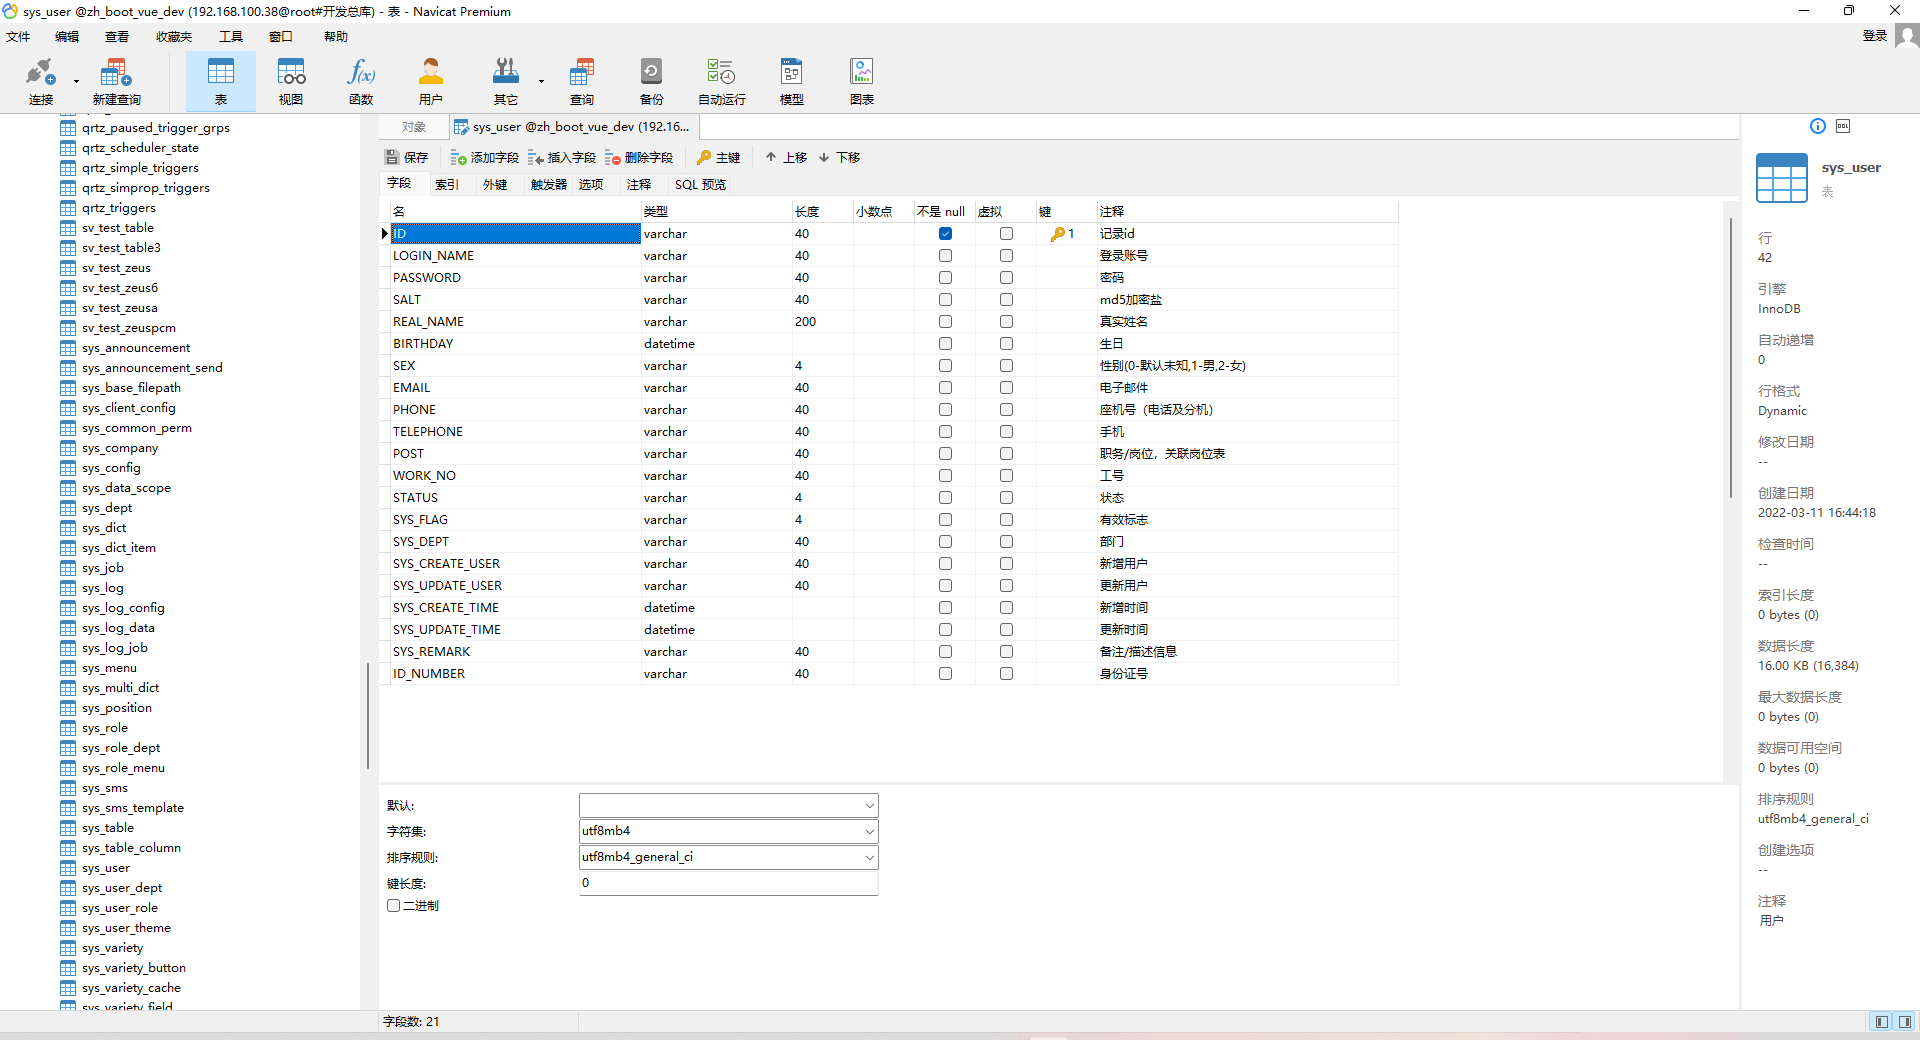 sys_user @zh_boot_vue_dev (192.168.100.38@root#开发总库) - 表 - Navicat Premium
文件 编辑 查看 收藏夹 工具 窗口 帮助 登录
连接 新建查询 表 视图 函数 用户 其它 查询 备份 自动运行 模型 图表
f(x)
qrtz_paused_trigger_grps
qrtz_scheduler_state
qrtz_simple_triggers
qrtz_simprop_triggers
qrtz_triggers
sv_test_table
sv_test_table3
sv_test_zeus
sv_test_zeus6
sv_test_zeusa
sv_test_zeuspcm
sys_announcement
sys_announcement_send
sys_base_filepath
sys_client_config
sys_common_perm
sys_company
sys_config
sys_data_scope
sys_dept
sys_dict
sys_dict_item
sys_job
sys_log
sys_log_config
sys_log_data
sys_log_job
sys_menu
sys_multi_dict
sys_position
sys_role
sys_role_dept
sys_role_menu
sys_sms
sys_sms_template
sys_table
sys_table_column
sys_user
sys_user_dept
sys_user_role
sys_user_theme
sys_variety
sys_variety_button
sys_variety_cache
sys_variety_field
对象 sys_user @zh_boot_vue_dev (192.16...
保存 添加字段 插入字段 删除字段 主键 上移 下移
字段 索引 外键 触发器 选项 注释 SQL 预览
名 类型 长度 小数点 不是 null 虚拟 键 注释
ID varchar 40 1 记录id
LOGIN_NAME varchar 40 登录账号
PASSWORD varchar 40 密码
SALT varchar 40 md5加密盐
REAL_NAME varchar 200 真实姓名
BIRTHDAY datetime 生日
SEX varchar 4 性别(0-默认未知,1-男,2-女)
EMAIL varchar 40 电子邮件
PHONE varchar 40 座机号（电话及分机）
TELEPHONE varchar 40 手机
POST varchar 40 职务/岗位，关联岗位表
WORK_NO varchar 40 工号
STATUS varchar 4 状态
SYS_FLAG varchar 4 有效标志
SYS_DEPT varchar 40 部门
SYS_CREATE_USER varchar 40 新增用户
SYS_UPDATE_USER varchar 40 更新用户
SYS_CREATE_TIME datetime 新增时间
SYS_UPDATE_TIME datetime 更新时间
SYS_REMARK varchar 40 备注/描述信息
ID_NUMBER varchar 40 身份证号
默认:
字符集: utf8mb4
排序规则: utf8mb4_general_ci
键长度: 0
二进制
字段数: 21
DDL
sys_user
表
行
42
引擎
InnoDB
自动递增
0
行格式
Dynamic
修改日期
--
创建日期
2022-03-11 16:44:18
检查时间
--
索引长度
0 bytes (0)
数据长度
16.00 KB (16,384)
最大数据长度
0 bytes (0)
数据可用空间
0 bytes (0)
排序规则
utf8mb4_general_ci
创建选项
--
注释
用户